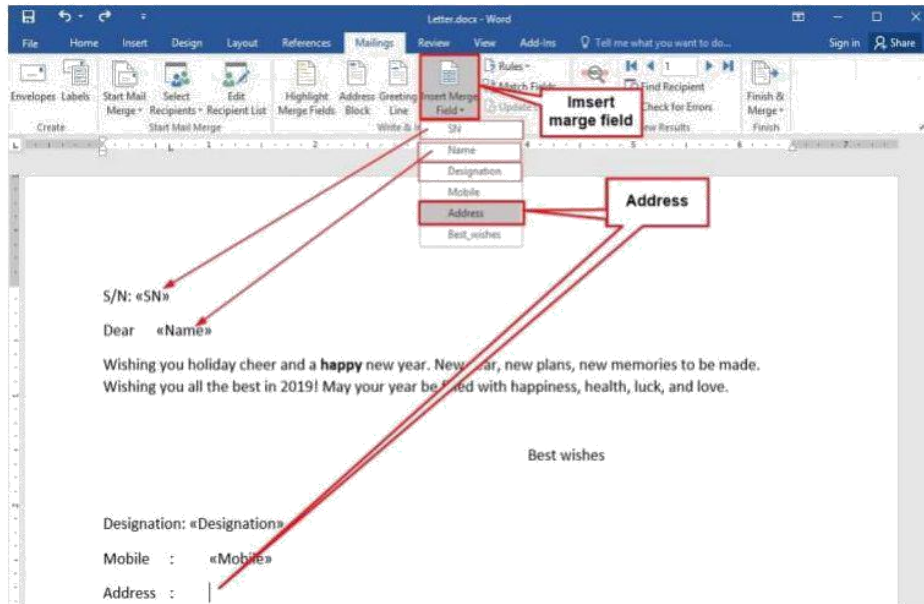 Letter.docx - Word
File Home Insert Design Layout References Mailings Review View Add-Ins Tell me what you want to do... Sign in Share
Envelopes Labels Start Mail Merge Select Recipients Edit Recipient List Highlight Merge Fields Address Block Greeting Line Insert Merge Field Rules Match Fields Update 1 Find Recipient Check for Errors Finish & Merge
Create Start Mail Merge Write & Results Finish
Imsert
marge field
SN
Name
Designation
Mobile
Address
Best_wishes
Address
S/N: «SN»
Dear «Name»
Wishing you holiday cheer and a happy new year. New year, new plans, new memories to be made.
Wishing you all the best in 2019! May your year be filled with happiness, health, luck, and love.
Best wishes
Designation: «Designation»
Mobile : «Mobile»
Address :